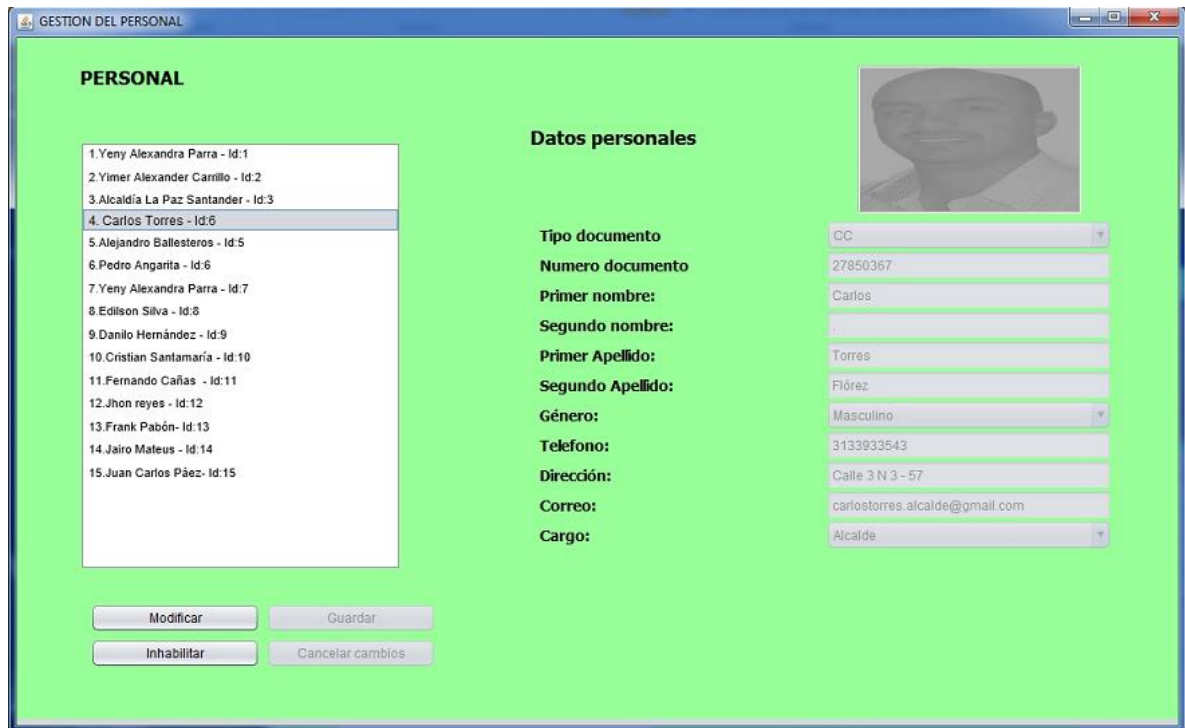 GESTION DEL PERSONAL
PERSONAL
1.Yeny Alexandra Parra - Id:1
2.Yimer Alexander Carrillo - Id:2
3.Alcaldía La Paz Santander - Id:3
4. Carlos Torres - Id:6
5.Alejandro Ballesteros - Id:5
6.Pedro Angarita - Id:6
7.Yeny Alexandra Parra - Id:7
8.Edilson Silva - Id:8
9.Danilo Hernández - Id:9
10.Cristian Santamaría - Id:10
11.Fernando Cañas - Id:11
12.Jhon reyes - Id:12
13.Frank Pabón- Id:13
14.Jairo Mateus - Id:14
15.Juan Carlos Páez- Id:15
Modificar Guardar
Inhabilitar Cancelar cambios
Datos personales
Tipo documento CC
Numero documento 27850367
Primer nombre: Carlos
Segundo nombre: .
Primer Apellido: Torres
Segundo Apellido: Flórez
Género: Masculino
Telefono: 3133933543
Dirección: Calle 3 N 3 - 57
Correo: carlostorres.alcalde@gmail.com
Cargo: Alcalde